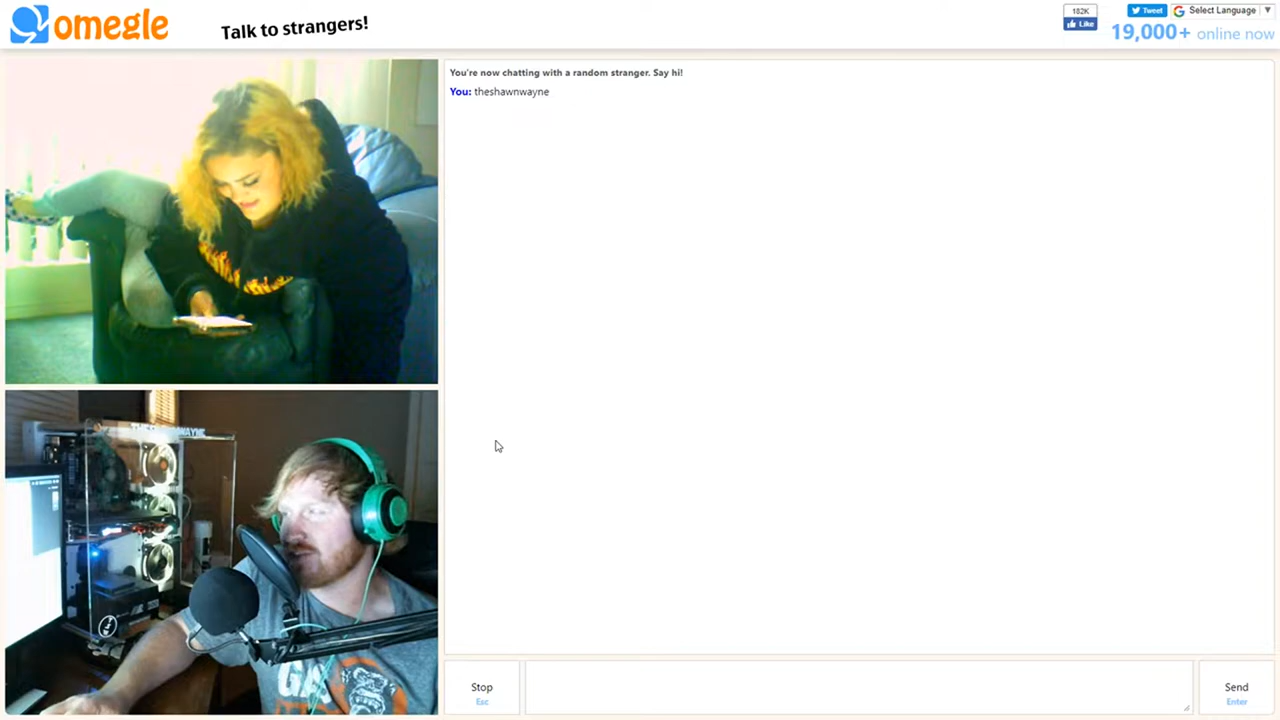 omegle
Talk to strangers!
182K
Like
Tweet
Select Language ▼
19,000+ online now
You're now chatting with a random stranger. Say hi!
You: theshawnwayne
GA
Stop
Esc
Send
Enter